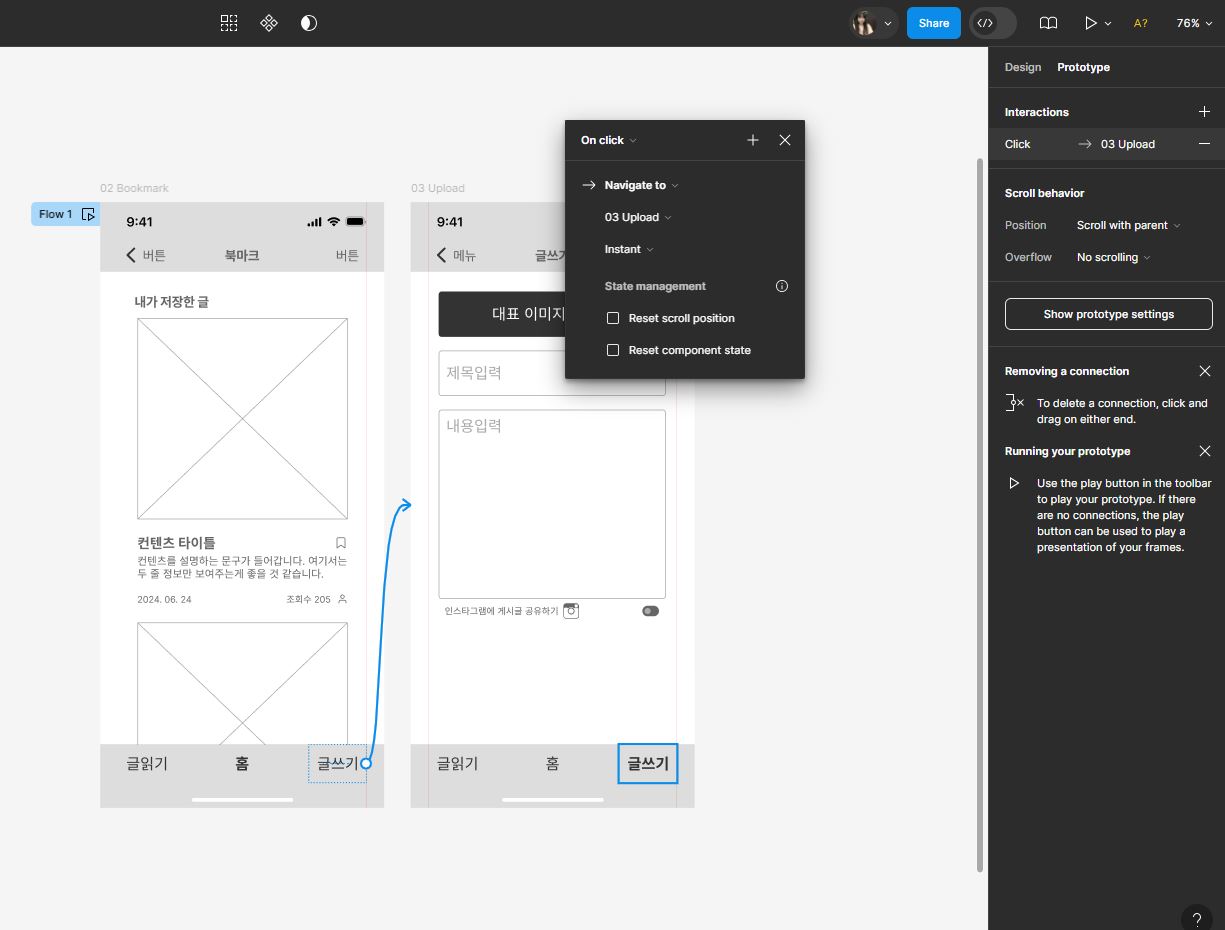 Share
A?
76%
Design Prototype
Interactions
Click 03 Upload
Scroll behavior
Position Scroll with parent
Overflow No scrolling
Show prototype settings
Removing a connection
To delete a connection, click and
drag on either end.
Running your prototype
Use the play button in the toolbar
to play your prototype. If there
are no connections, the play
button can be used to play a
presentation of your frames.
?
On click
Navigate to
03 Upload
Instant
State management
Reset scroll position
Reset component state
02 Bookmark
Flow 1
9:41
버튼 북마크 버튼
내가 저장한 글
컨텐츠 타이틀
컨텐츠를 설명하는 문구가 들어갑니다. 여기서는
두 줄 정보만 보여주는게 좋을 것 같습니다.
2024. 06. 24 조회수 205
글읽기 홈 글쓰기
03 Upload
9:41
메뉴 글쓰기
대표 이미지
제목입력
내용입력
인스타그램에 게시글 공유하기
글읽기 홈 글쓰기